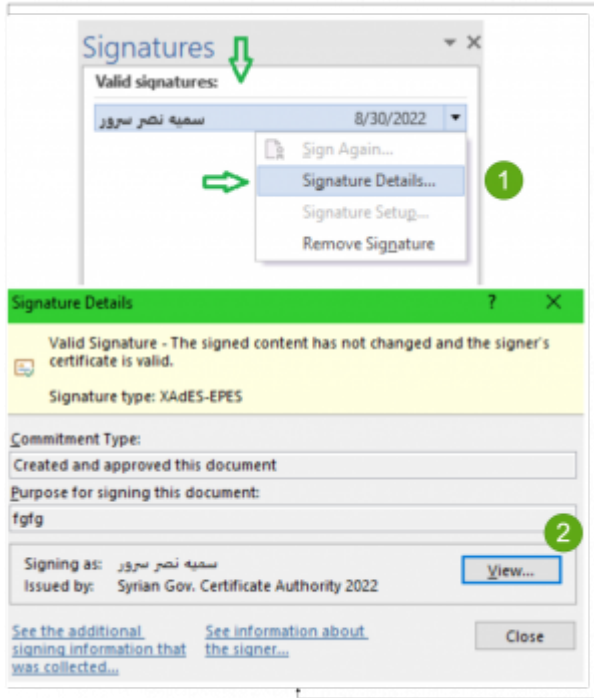 Signatures
Valid signatures:
سميه نصر سرور 8/30/2022
Sign Again...
Signature Details...
1
Signature Setup...
Remove Signature
Signature Details ?
Valid Signature - The signed content has not changed and the signer's
certificate is valid.
Signature type: XAdES-EPES
Commitment Type:
Created and approved this document
Purpose for signing this document:
fgfg
2
Signing as: سميه نصر سرور
View...
Issued by: Syrian Gov. Certificate Authority 2022
See the additional
signing information that
was collected...
See information about
the signer...
Close